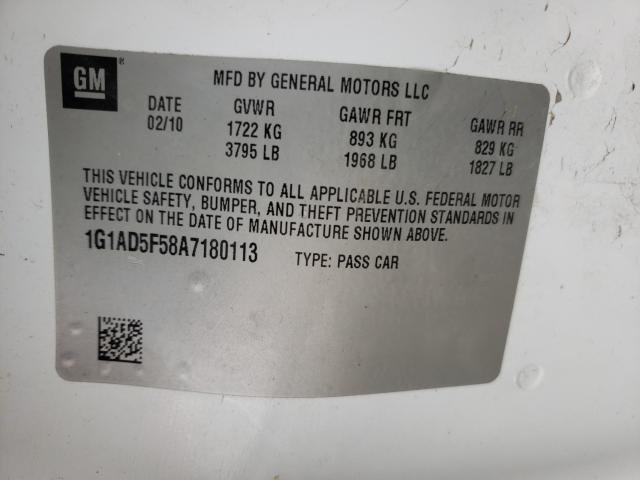 GM®
MFD BY GENERAL MOTORS LLC
DATE GVWR GAWR FRT GAWR RR
02/10 1722 KG 893 KG 829 KG
3795 LB 1968 LB 1827 LB
THIS VEHICLE CONFORMS TO ALL APPLICABLE U.S. FEDERAL MOTOR
VEHICLE SAFETY, BUMPER, AND THEFT PREVENTION STANDARDS IN
EFFECT ON THE DATE OF MANUFACTURE SHOWN ABOVE.
1G1AD5F58A7180113 TYPE: PASS CAR